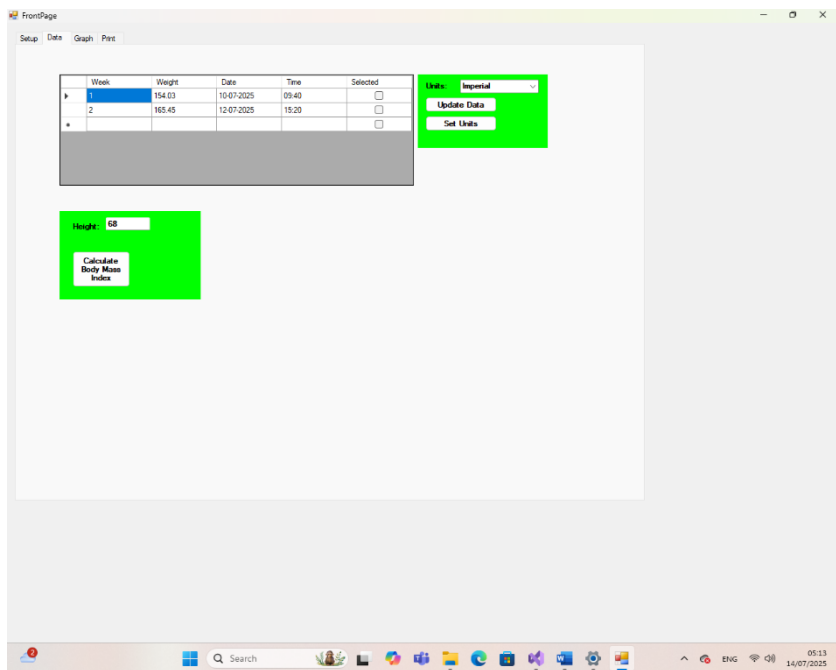 FrontPage
Setup Data Graph Print
Week Weight Date Time Selected
1 154.03 10-07-2025 09:40
2 165.45 12-07-2025 15:20
Units: Imperial
Update Data
Set Units
Height: 68
Calculate
Body Mass
Index
2
Search
ENG
05:13
14/07/2025